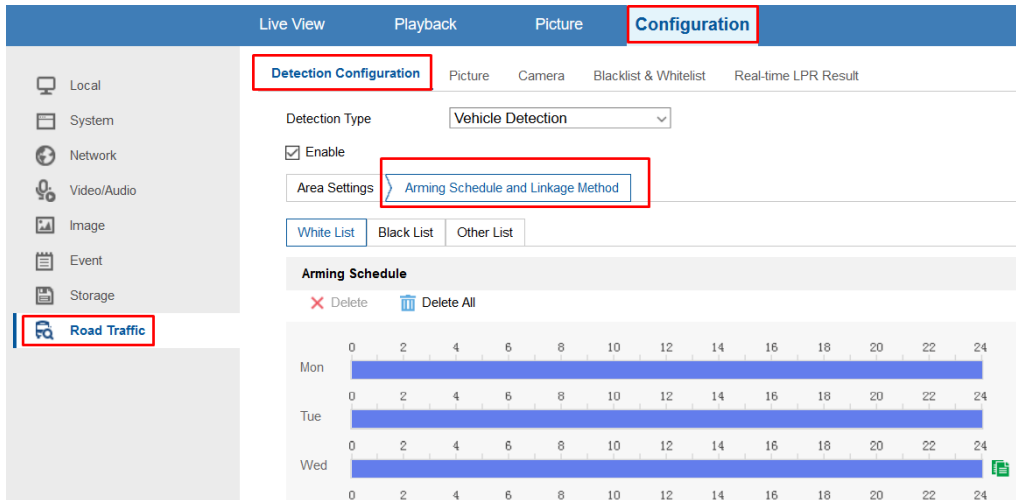 Live View Playback Picture Configuration
Detection Configuration Picture Camera Blacklist & Whitelist Real-time LPR Result
Local
System
Network
Video/Audio
Image
Event
Storage
Road Traffic
Detection Type Vehicle Detection
Enable
Area Settings Arming Schedule and Linkage Method
White List Black List Other List
Arming Schedule
Delete Delete All
0 2 4 6 8 10 12 14 16 18 20 22 24
Mon
0 2 4 6 8 10 12 14 16 18 20 22 24
Tue
0 2 4 6 8 10 12 14 16 18 20 22 24
Wed
0 2 4 6 8 10 12 14 16 18 20 22 24